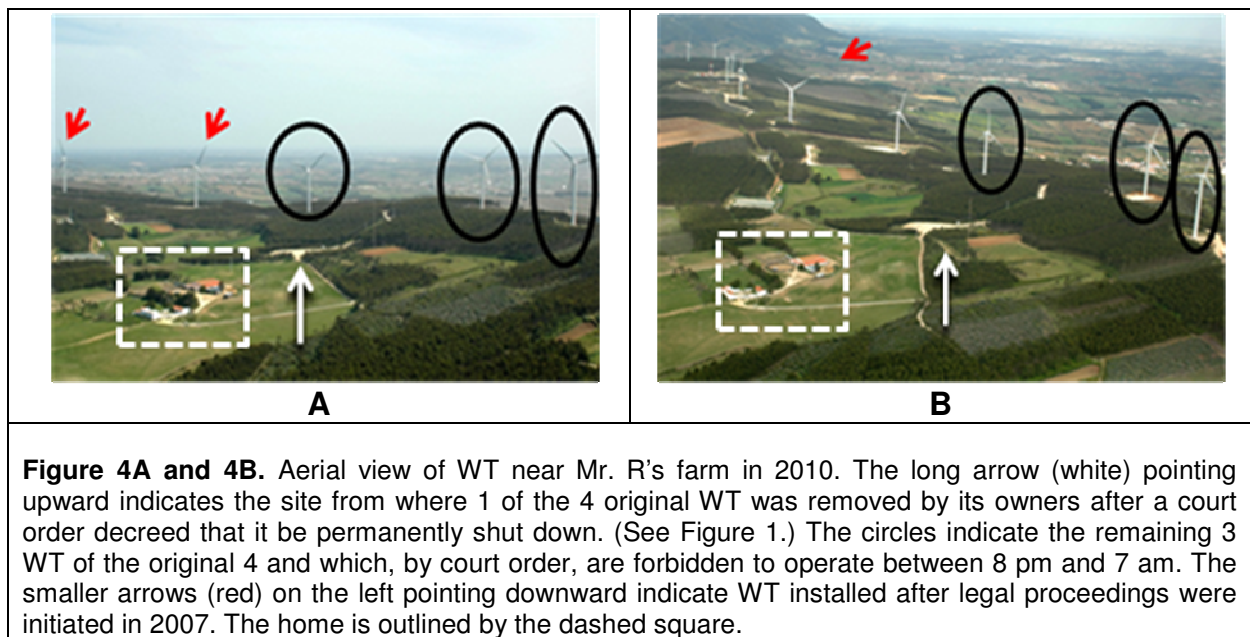 A
B
Figure 4A and 4B. Aerial view of WT near Mr. R's farm in 2010. The long arrow (white) pointing
upward indicates the site from where 1 of the 4 original WT was removed by its owners after a court
order decreed that it be permanently shut down. (See Figure 1.) The circles indicate the remaining 3
WT of the original 4 and which, by court order, are forbidden to operate between 8 pm and 7 am. The
smaller arrows (red) on the left pointing downward indicate WT installed after legal proceedings were
initiated in 2007. The home is outlined by the dashed square.